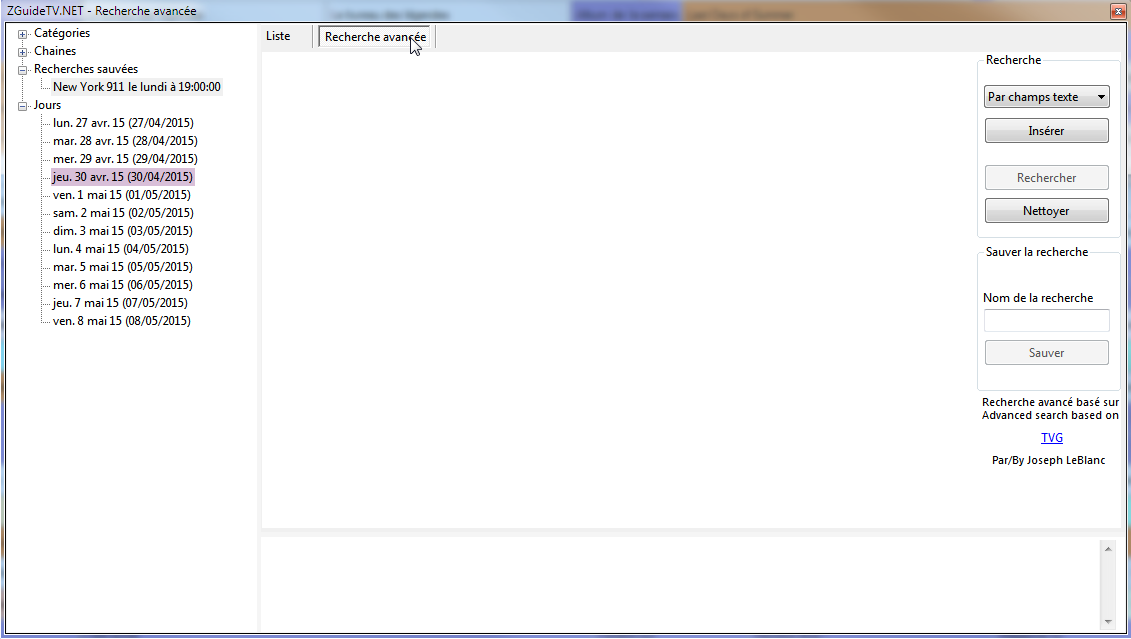 ZGuideTV.NET - Recherche avancée
Catégories
Chaines
Recherches sauvées
New York 911 le lundi à 19:00:00
Jours
lun. 27 avr. 15 (27/04/2015)
mar. 28 avr. 15 (28/04/2015)
mer. 29 avr. 15 (29/04/2015)
jeu. 30 avr. 15 (30/04/2015)
ven. 1 mai 15 (01/05/2015)
sam. 2 mai 15 (02/05/2015)
dim. 3 mai 15 (03/05/2015)
lun. 4 mai 15 (04/05/2015)
mar. 5 mai 15 (05/05/2015)
mer. 6 mai 15 (06/05/2015)
jeu. 7 mai 15 (07/05/2015)
ven. 8 mai 15 (08/05/2015)
Liste
Recherche avancée
Recherche
Par champs texte
Insérer
Rechercher
Nettoyer
Sauver la recherche
Nom de la recherche
Sauver
Recherche avancé basé sur
Advanced search based on
TVG
Par/By Joseph LeBlanc